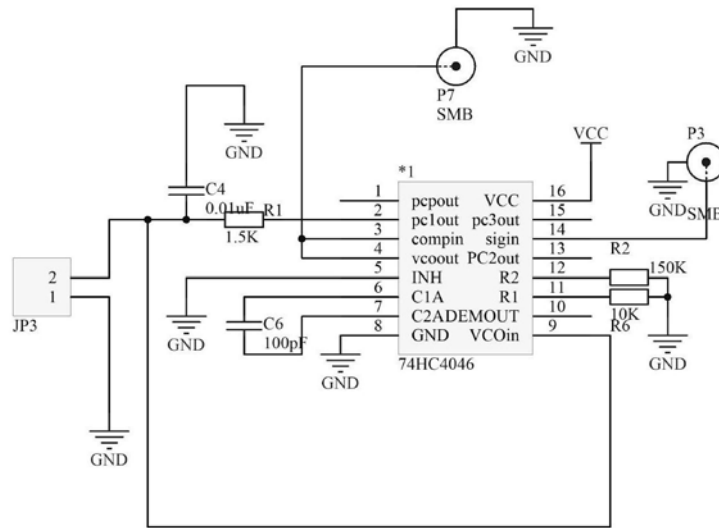 GND
P7
SMB
GND
VCC
P3
GND
SMB
*1
C4
0.01uF
R1
1.5K
1 pcpout VCC 16
2 pc1out pc3out 15
3 compin sigin 14
4 vcoout PC2out 13
5 INH R2 12
6 C1A R1 11
7 C2A DEMOUT 10
8 GND VCOin 9
74HC4046
R2
150K
10K
R6
GND
2
1
JP3
GND
C6
100pF
GND
GND